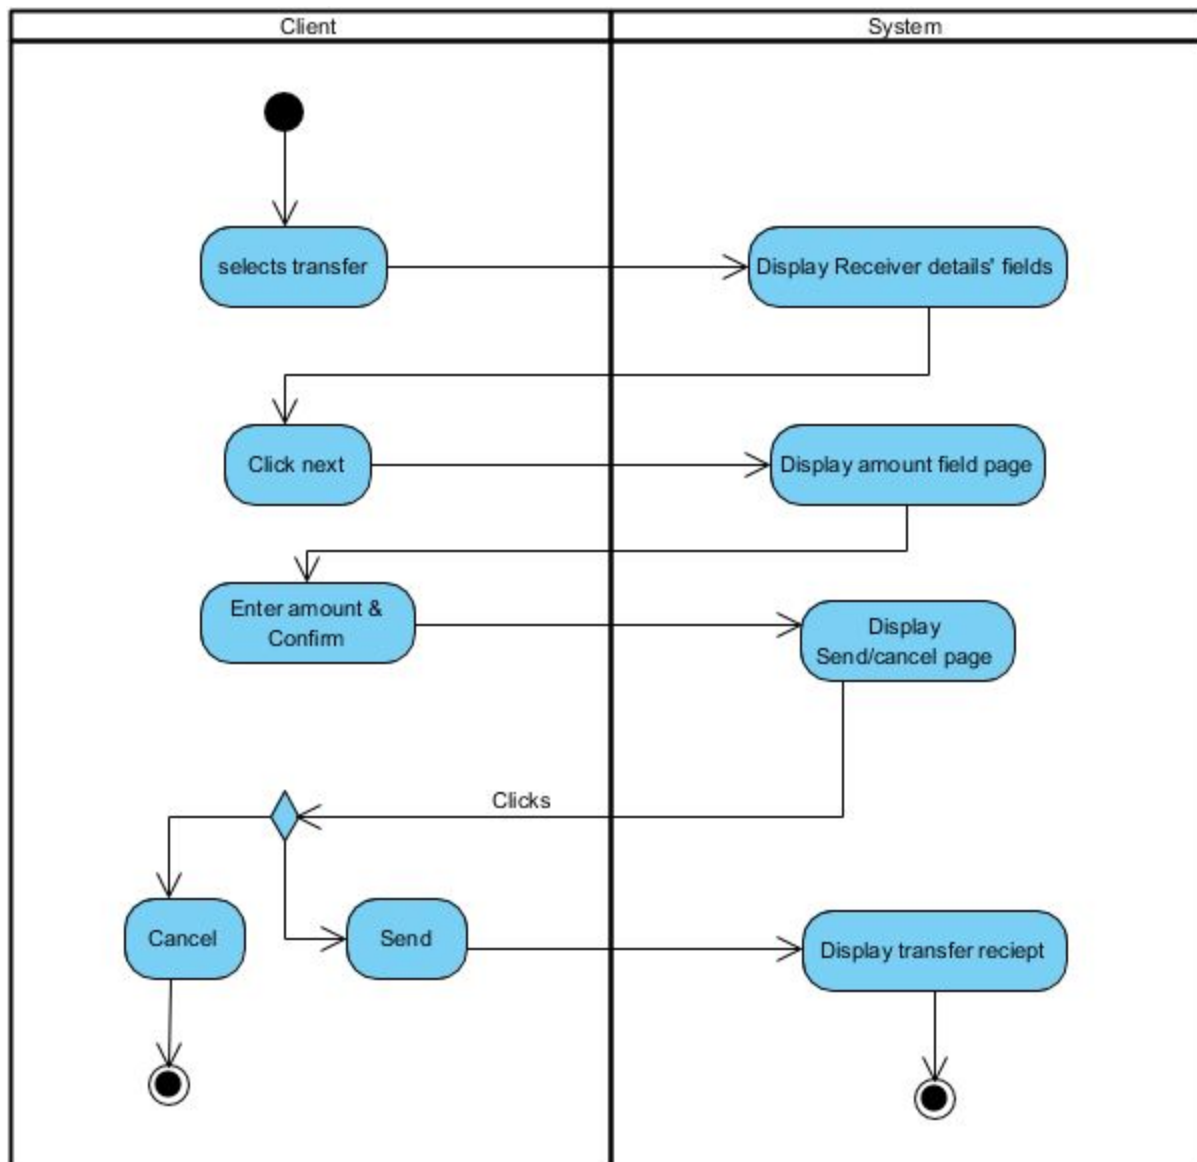 Client
System
selects transfer
Display Receiver details' fields
Click next
Display amount field page
Enter amount &
Confirm
Display
Send/cancel page
Clicks
Cancel
Send
Display transfer reciept